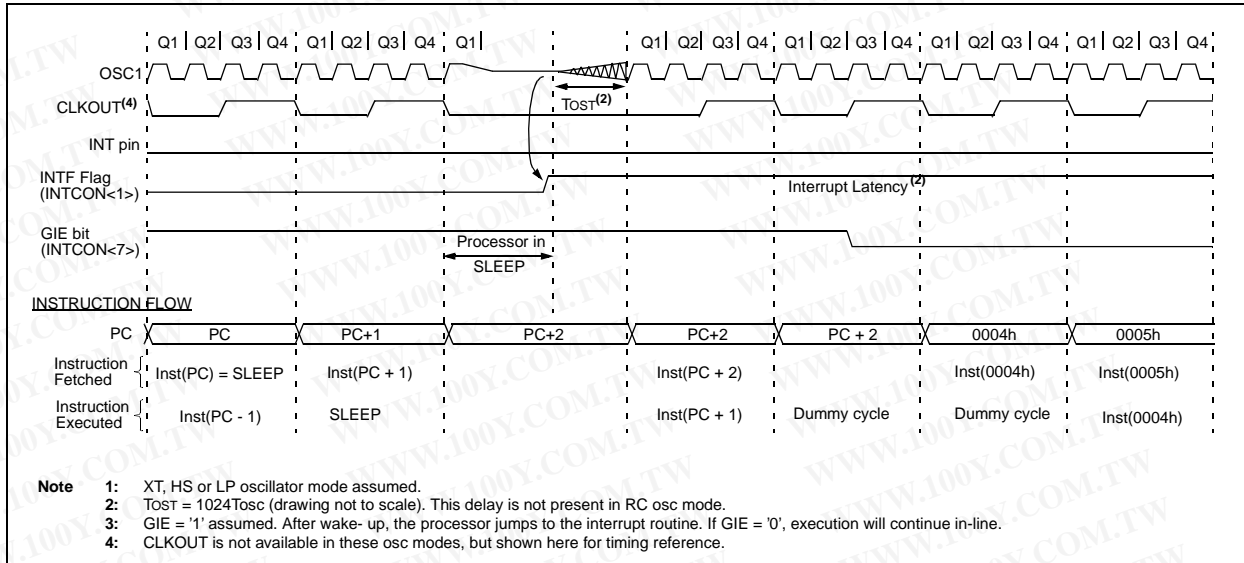 Q1 Q2 Q3 Q4 Q1 Q2 Q3 Q4 Q1 Q1 Q2 Q3 Q4 Q1 Q2 Q3 Q4 Q1 Q2 Q3 Q4 Q1 Q2 Q3 Q4
OSC1
TOST(2)
CLKOUT(4)
INT pin
INTF Flag
(INTCON<1>)
Interrupt Latency(2)
GIE bit
(INTCON<7>)
Processor in
SLEEP
INSTRUCTION FLOW
PC PC PC+1 PC+2 PC+2 PC + 2 0004h 0005h
Instruction
Fetched
Inst(PC) = SLEEP Inst(PC + 1) Inst(PC + 2) Inst(0004h) Inst(0005h)
Instruction
Executed
Inst(PC - 1) SLEEP Inst(PC + 1) Dummy cycle Dummy cycle Inst(0004h)
Note 1: XT, HS or LP oscillator mode assumed.
2: TOST = 1024Tosc (drawing not to scale). This delay is not present in RC osc mode.
3: GIE = '1' assumed. After wake- up, the processor jumps to the interrupt routine. If GIE = '0', execution will continue in-line.
4: CLKOUT is not available in these osc modes, but shown here for timing reference.
WWW.100Y.COM.TW